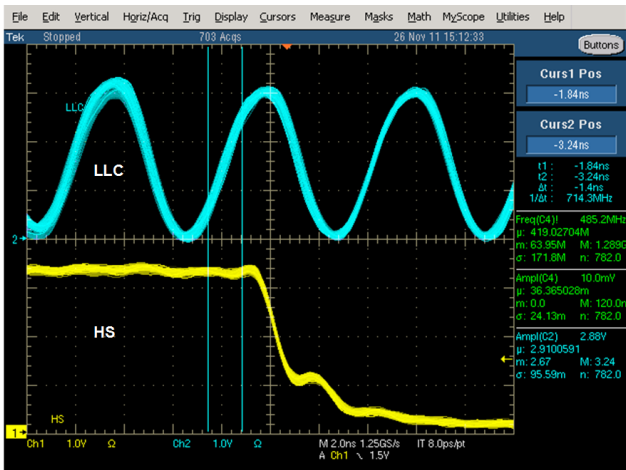 File Edit Vertical Horiz/Acq Trig Display Cursors Measure Masks Math MyScope Utilities Help
Tek Stopped 703 Acqs 26 Nov 11 15:12:33
Buttons
Curs1 Pos
-1.84ns
Curs2 Pos
-3.24ns
t1 : -1.84ns
t2 : -3.24ns
Δt : -1.4ns
1/Δt : 714.3MHz
LLC
LLC
2
Freq(C4)! 485.2MHz
µ: 419.02704M
m: 63.95M M: 1.289G
σ: 171.8M n: 782.0
Ampl(C4) 10.0mV
µ: 36.365028m
m: 0.0 M: 120.0m
σ: 24.13m n: 782.0
Ampl(C2) 2.88V
µ: 2.9100591
m: 2.67 M: 3.24
σ: 95.59m n: 782.0
HS
HS
1
Ch1 1.0V Ω Ch2 1.0V Ω M 2.0ns 1.25GS/s IT 8.0ps/pt
A Ch1 \ 1.5V